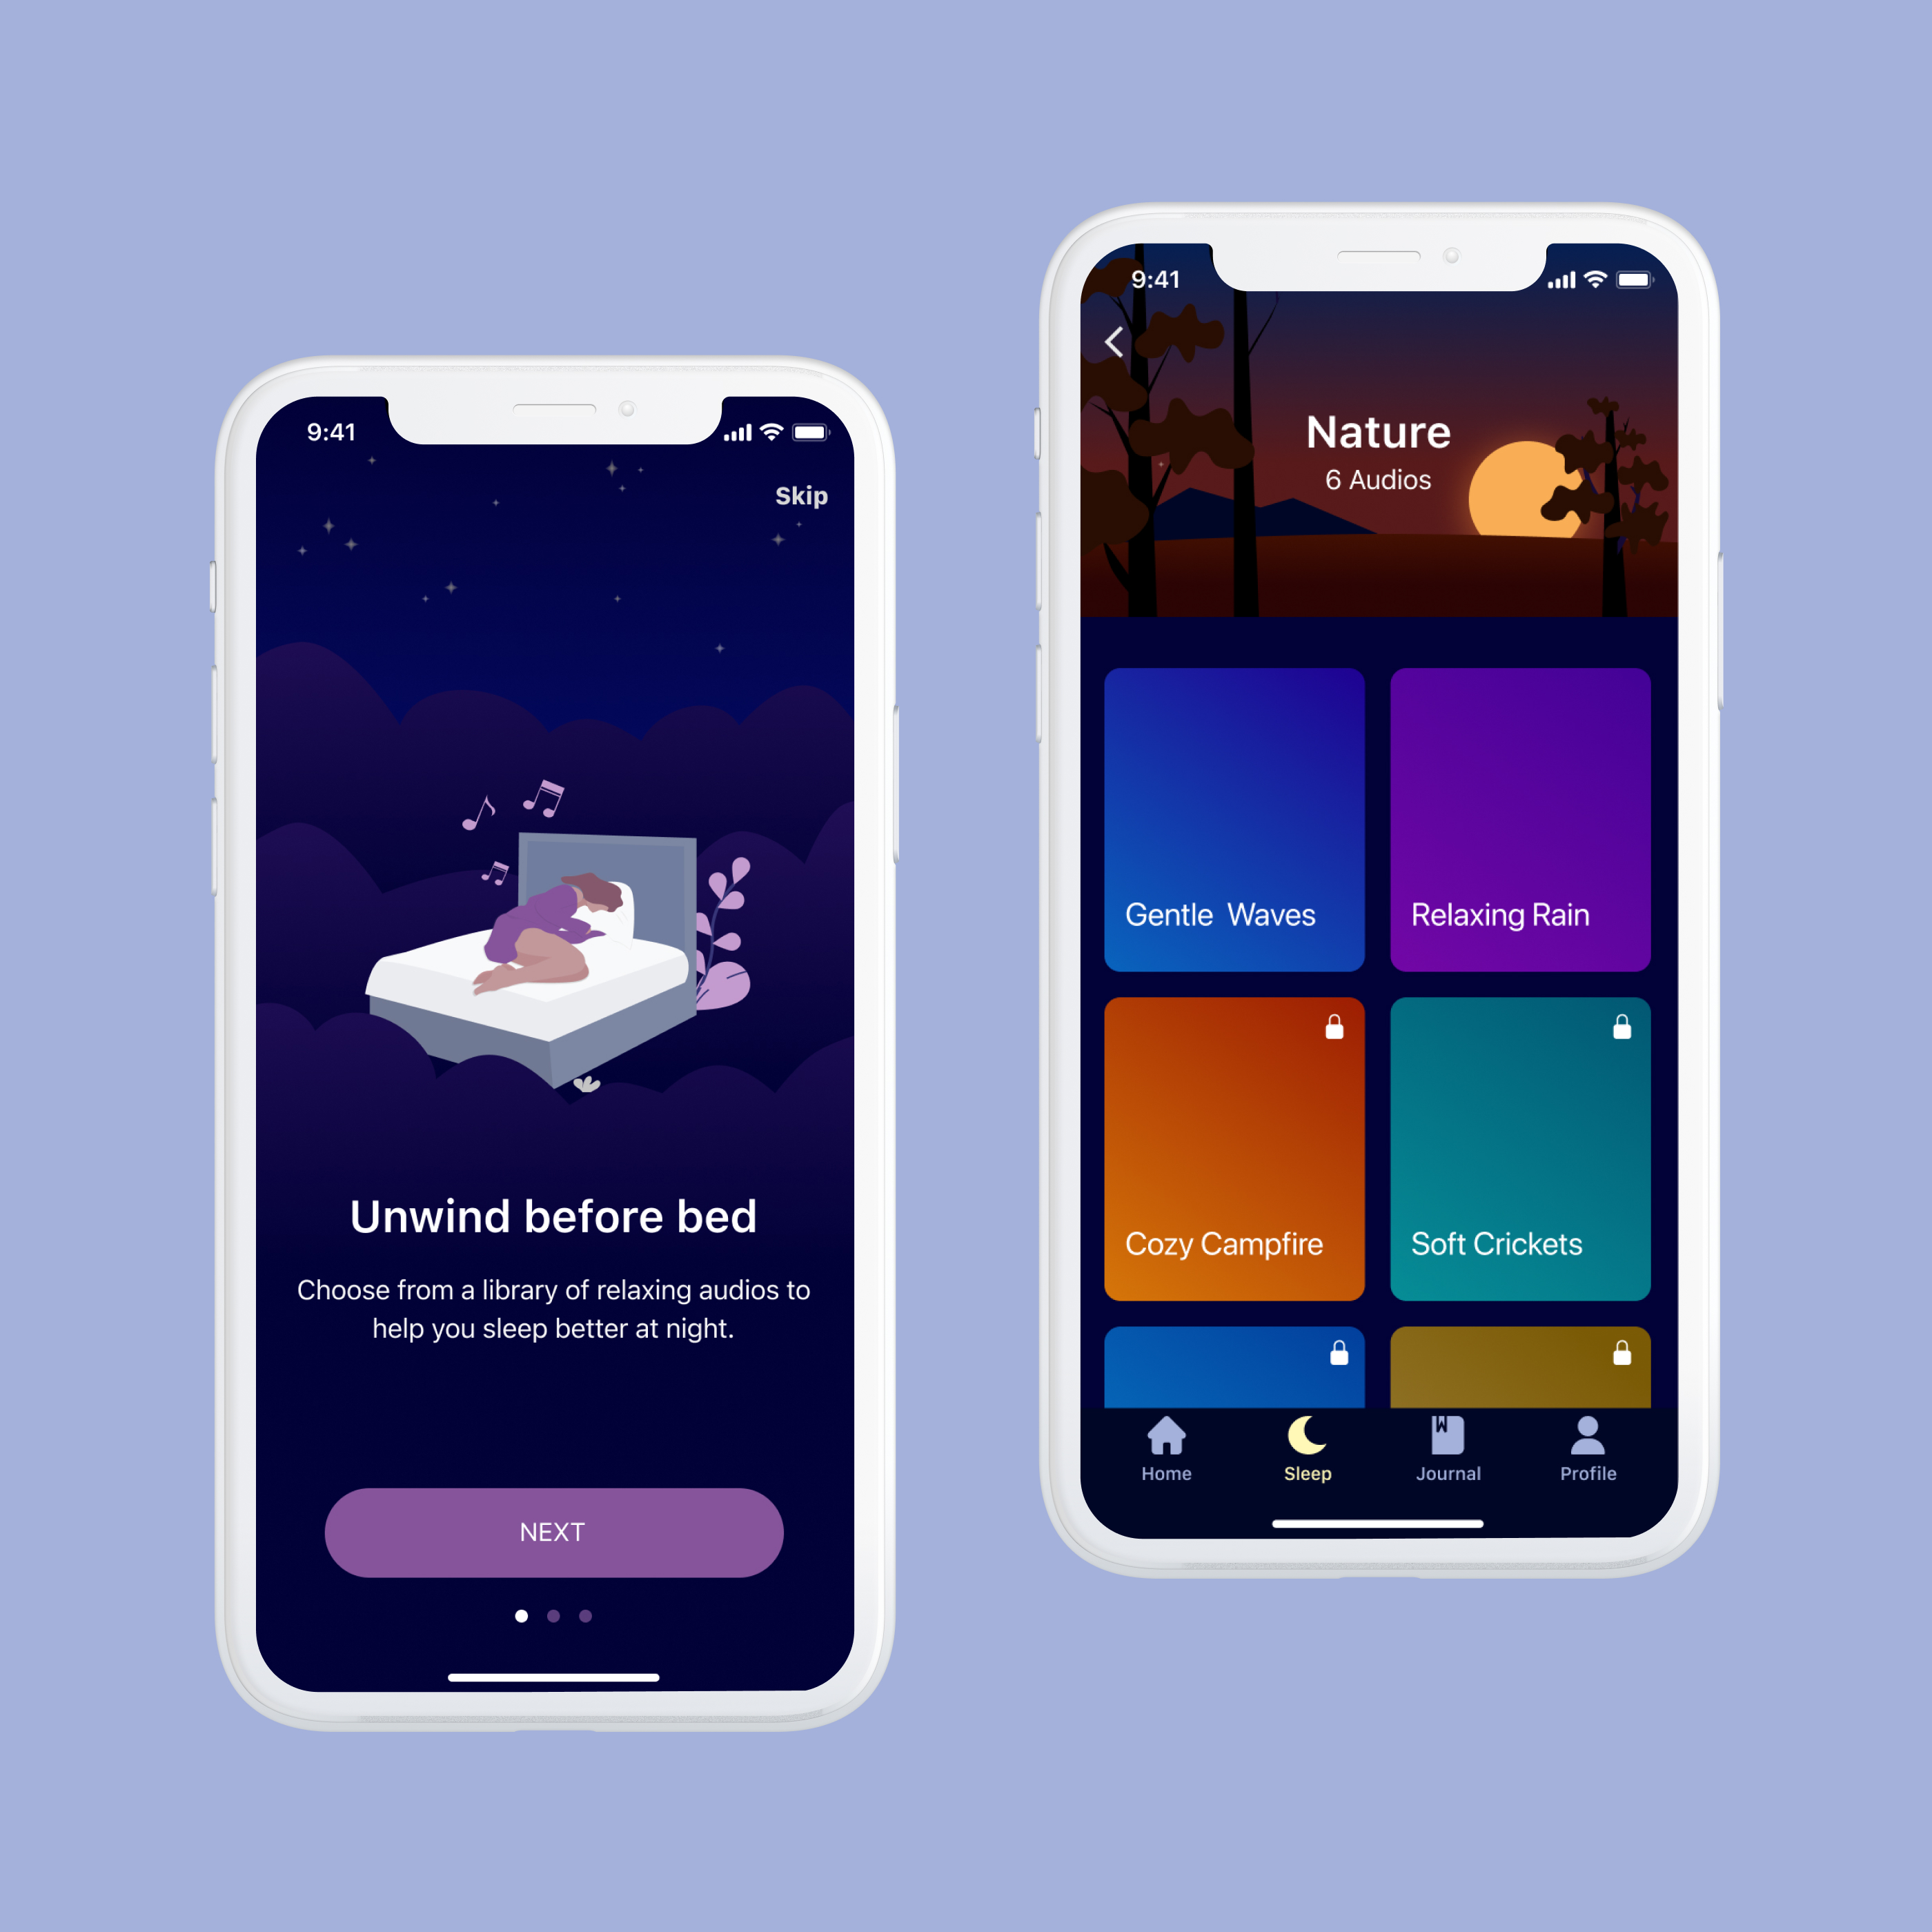 9:41
Skip
Unwind before bed
Choose from a library of relaxing audios to
help you sleep better at night.
NEXT
9:41
Nature
6 Audios
Gentle  Waves
Relaxing Rain
Cozy Campfire
Soft Crickets
Home
Sleep
Journal
Profile